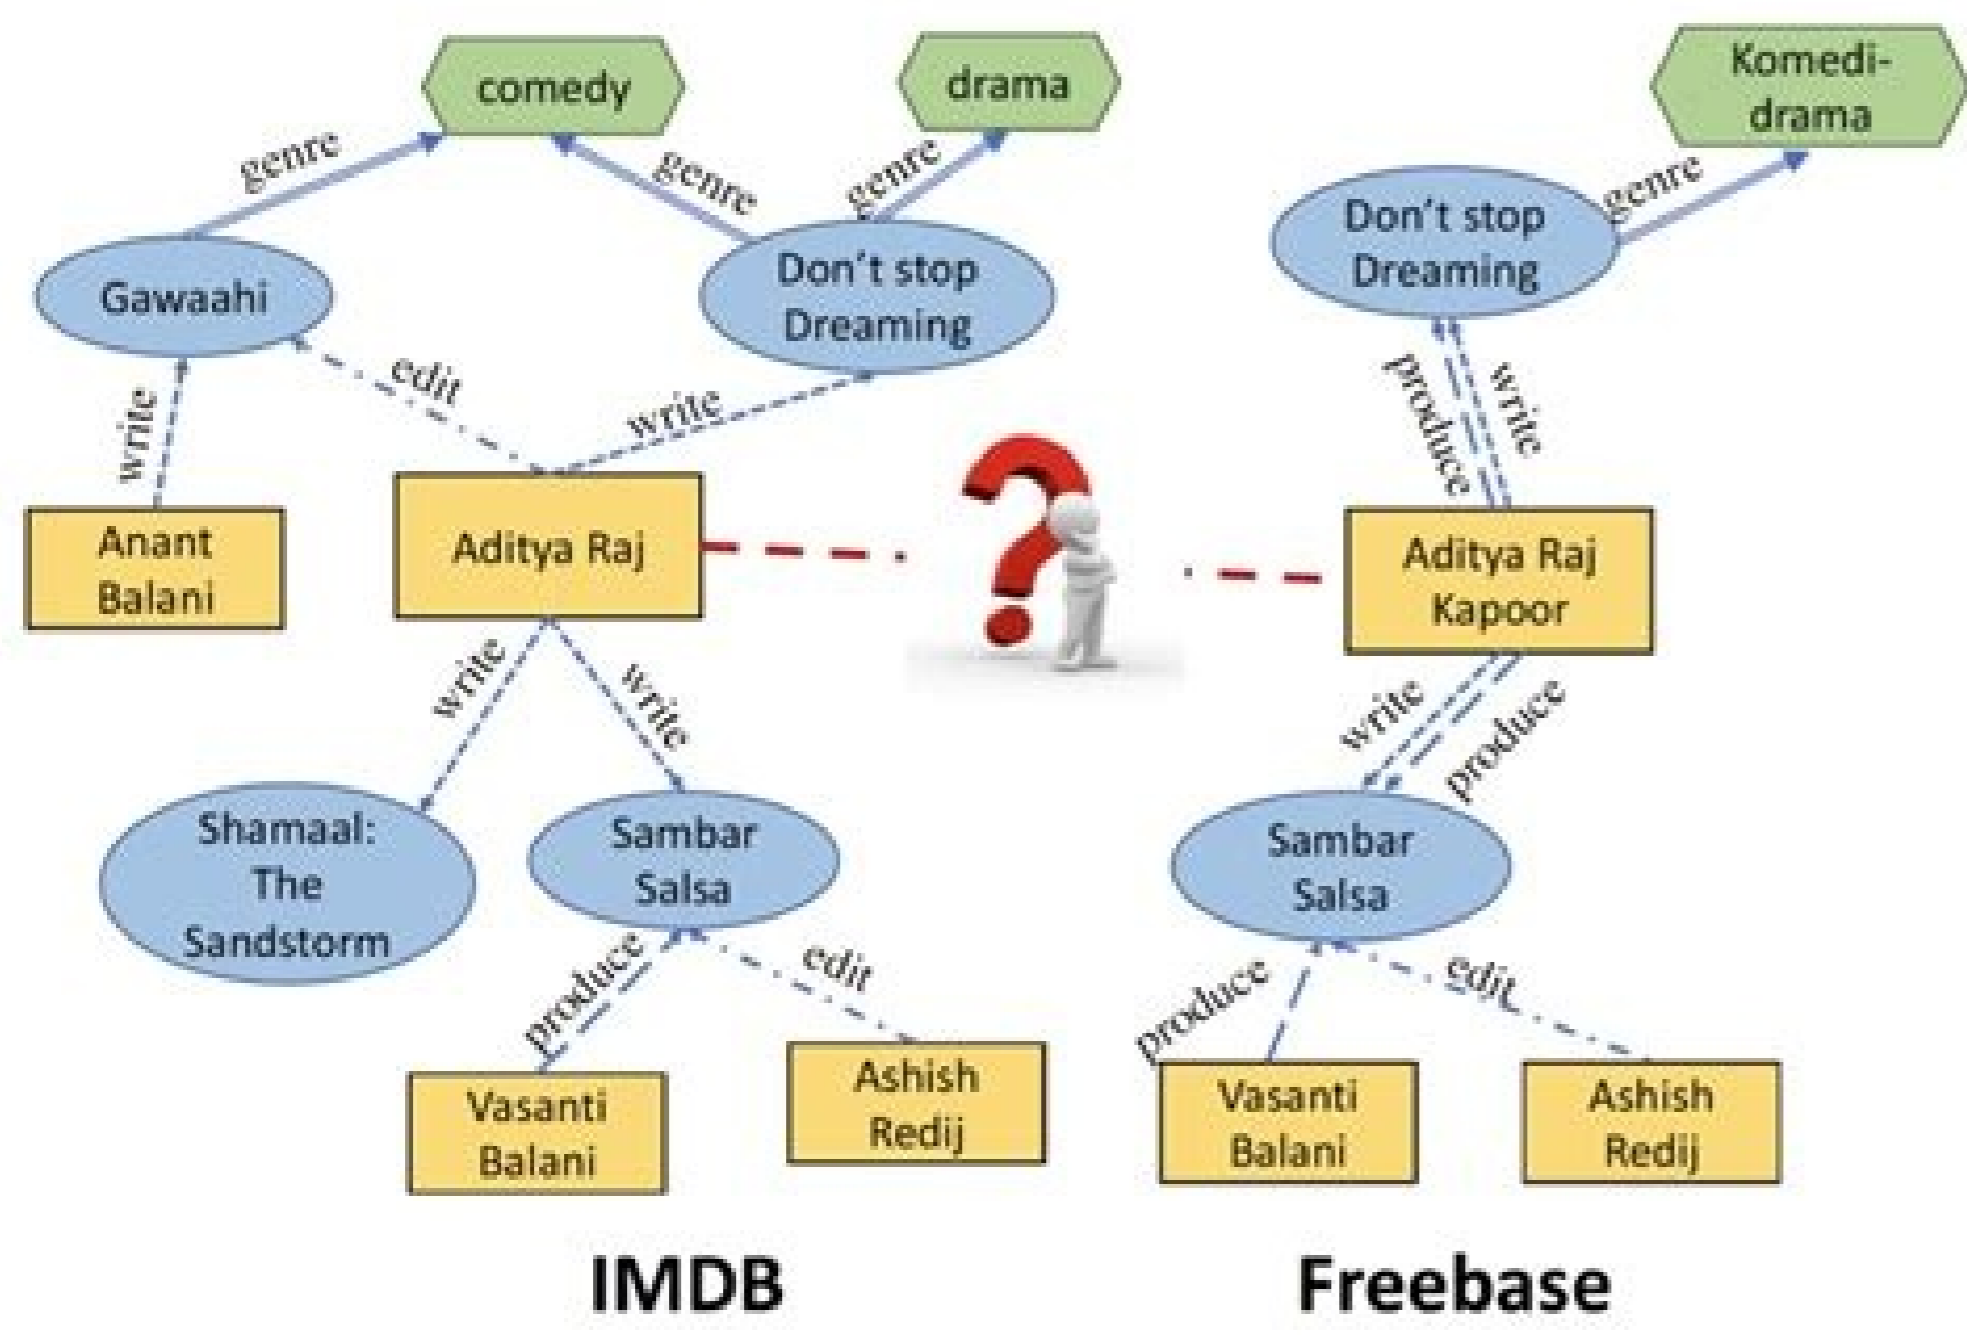 comedy
drama
Komedi-
drama
genre
genre
genre
genre
Gawaahi
Don't stop
Dreaming
Don't stop
Dreaming
write
edit
write
produce
write
Anant
Balani
Aditya Raj
Aditya Raj
Kapoor
write
write
write
produce
Shamaal:
The
Sandstorm
Sambar
Salsa
Sambar
Salsa
produce
edit
produce
edit
Vasanti
Balani
Ashish
Redij
Vasanti
Balani
Ashish
Redij
IMDB
Freebase